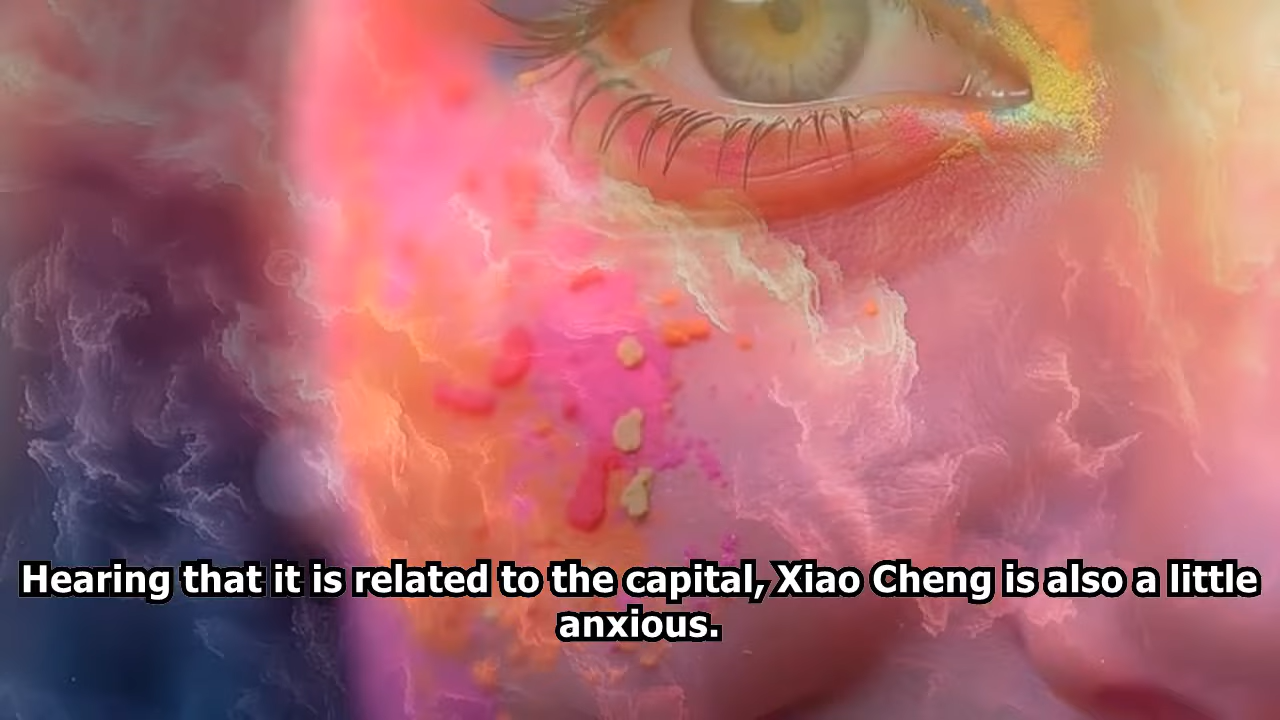 Hearing that it is related to the capital, Xiao Cheng is also a little
anxious.